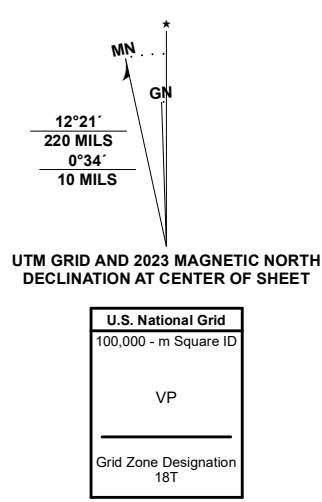 ★
MN
GN
12°21´
220 MILS
0°34´
10 MILS
UTM GRID AND 2023 MAGNETIC NORTH
DECLINATION AT CENTER OF SHEET
U.S. National Grid
100,000 - m Square ID
VP
Grid Zone Designation
18T